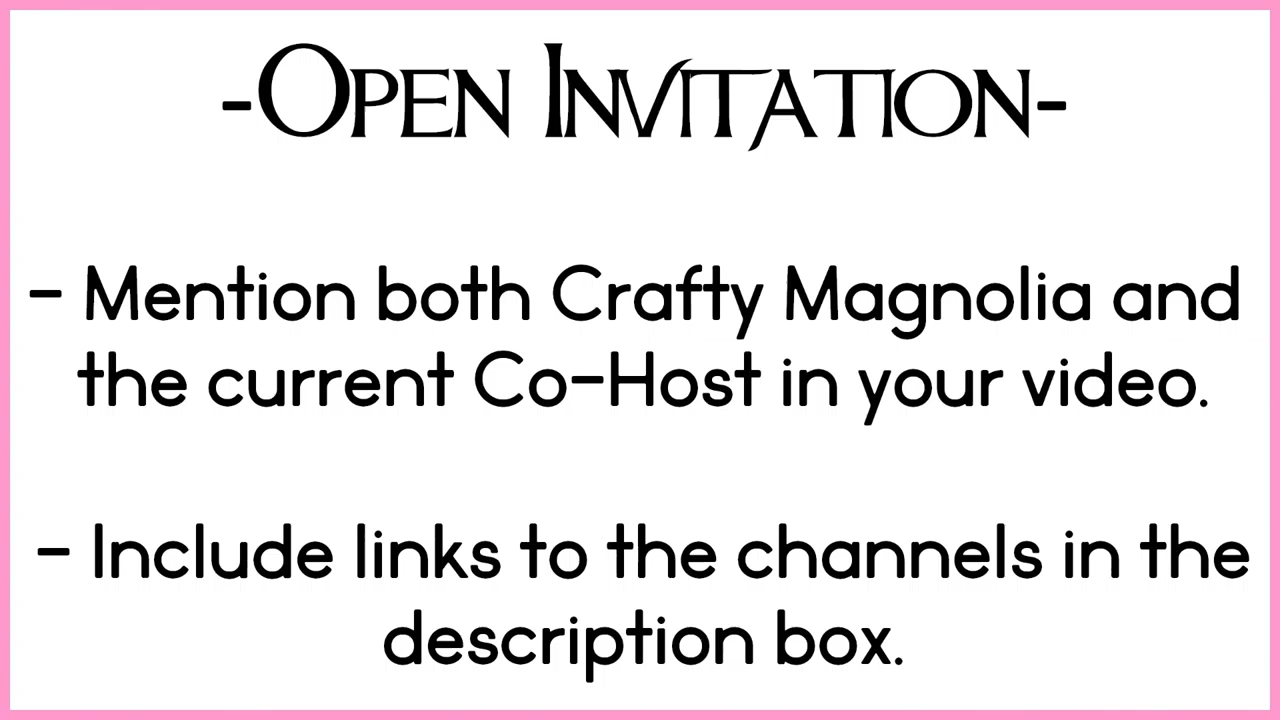 -Open Invitation-
- Mention both Crafty Magnolia and
the current Co-Host in your video.
- Include links to the channels in the
description box.